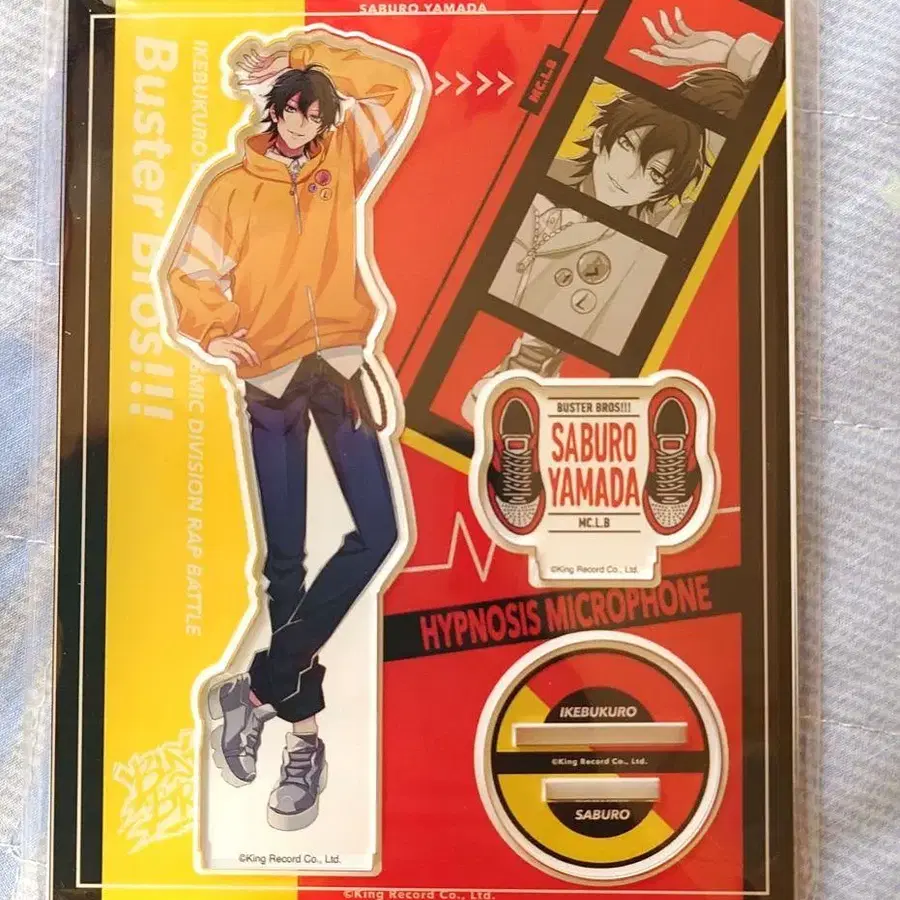 SABURO YAMADA
IKEBUKURO
MIC DIVISION RAP BATTLE
Buster Bros!!!
>>>>
MC.L.B
L
BUSTER BROS!!!
SABURO
YAMADA
MC.L.B
©King Record Co., Ltd.
HYPNOSIS MICROPHONE
IKEBUKURO
©King Record Co., Ltd.
SABURO
©King Record Co., Ltd.
©King Record Co., Ltd.